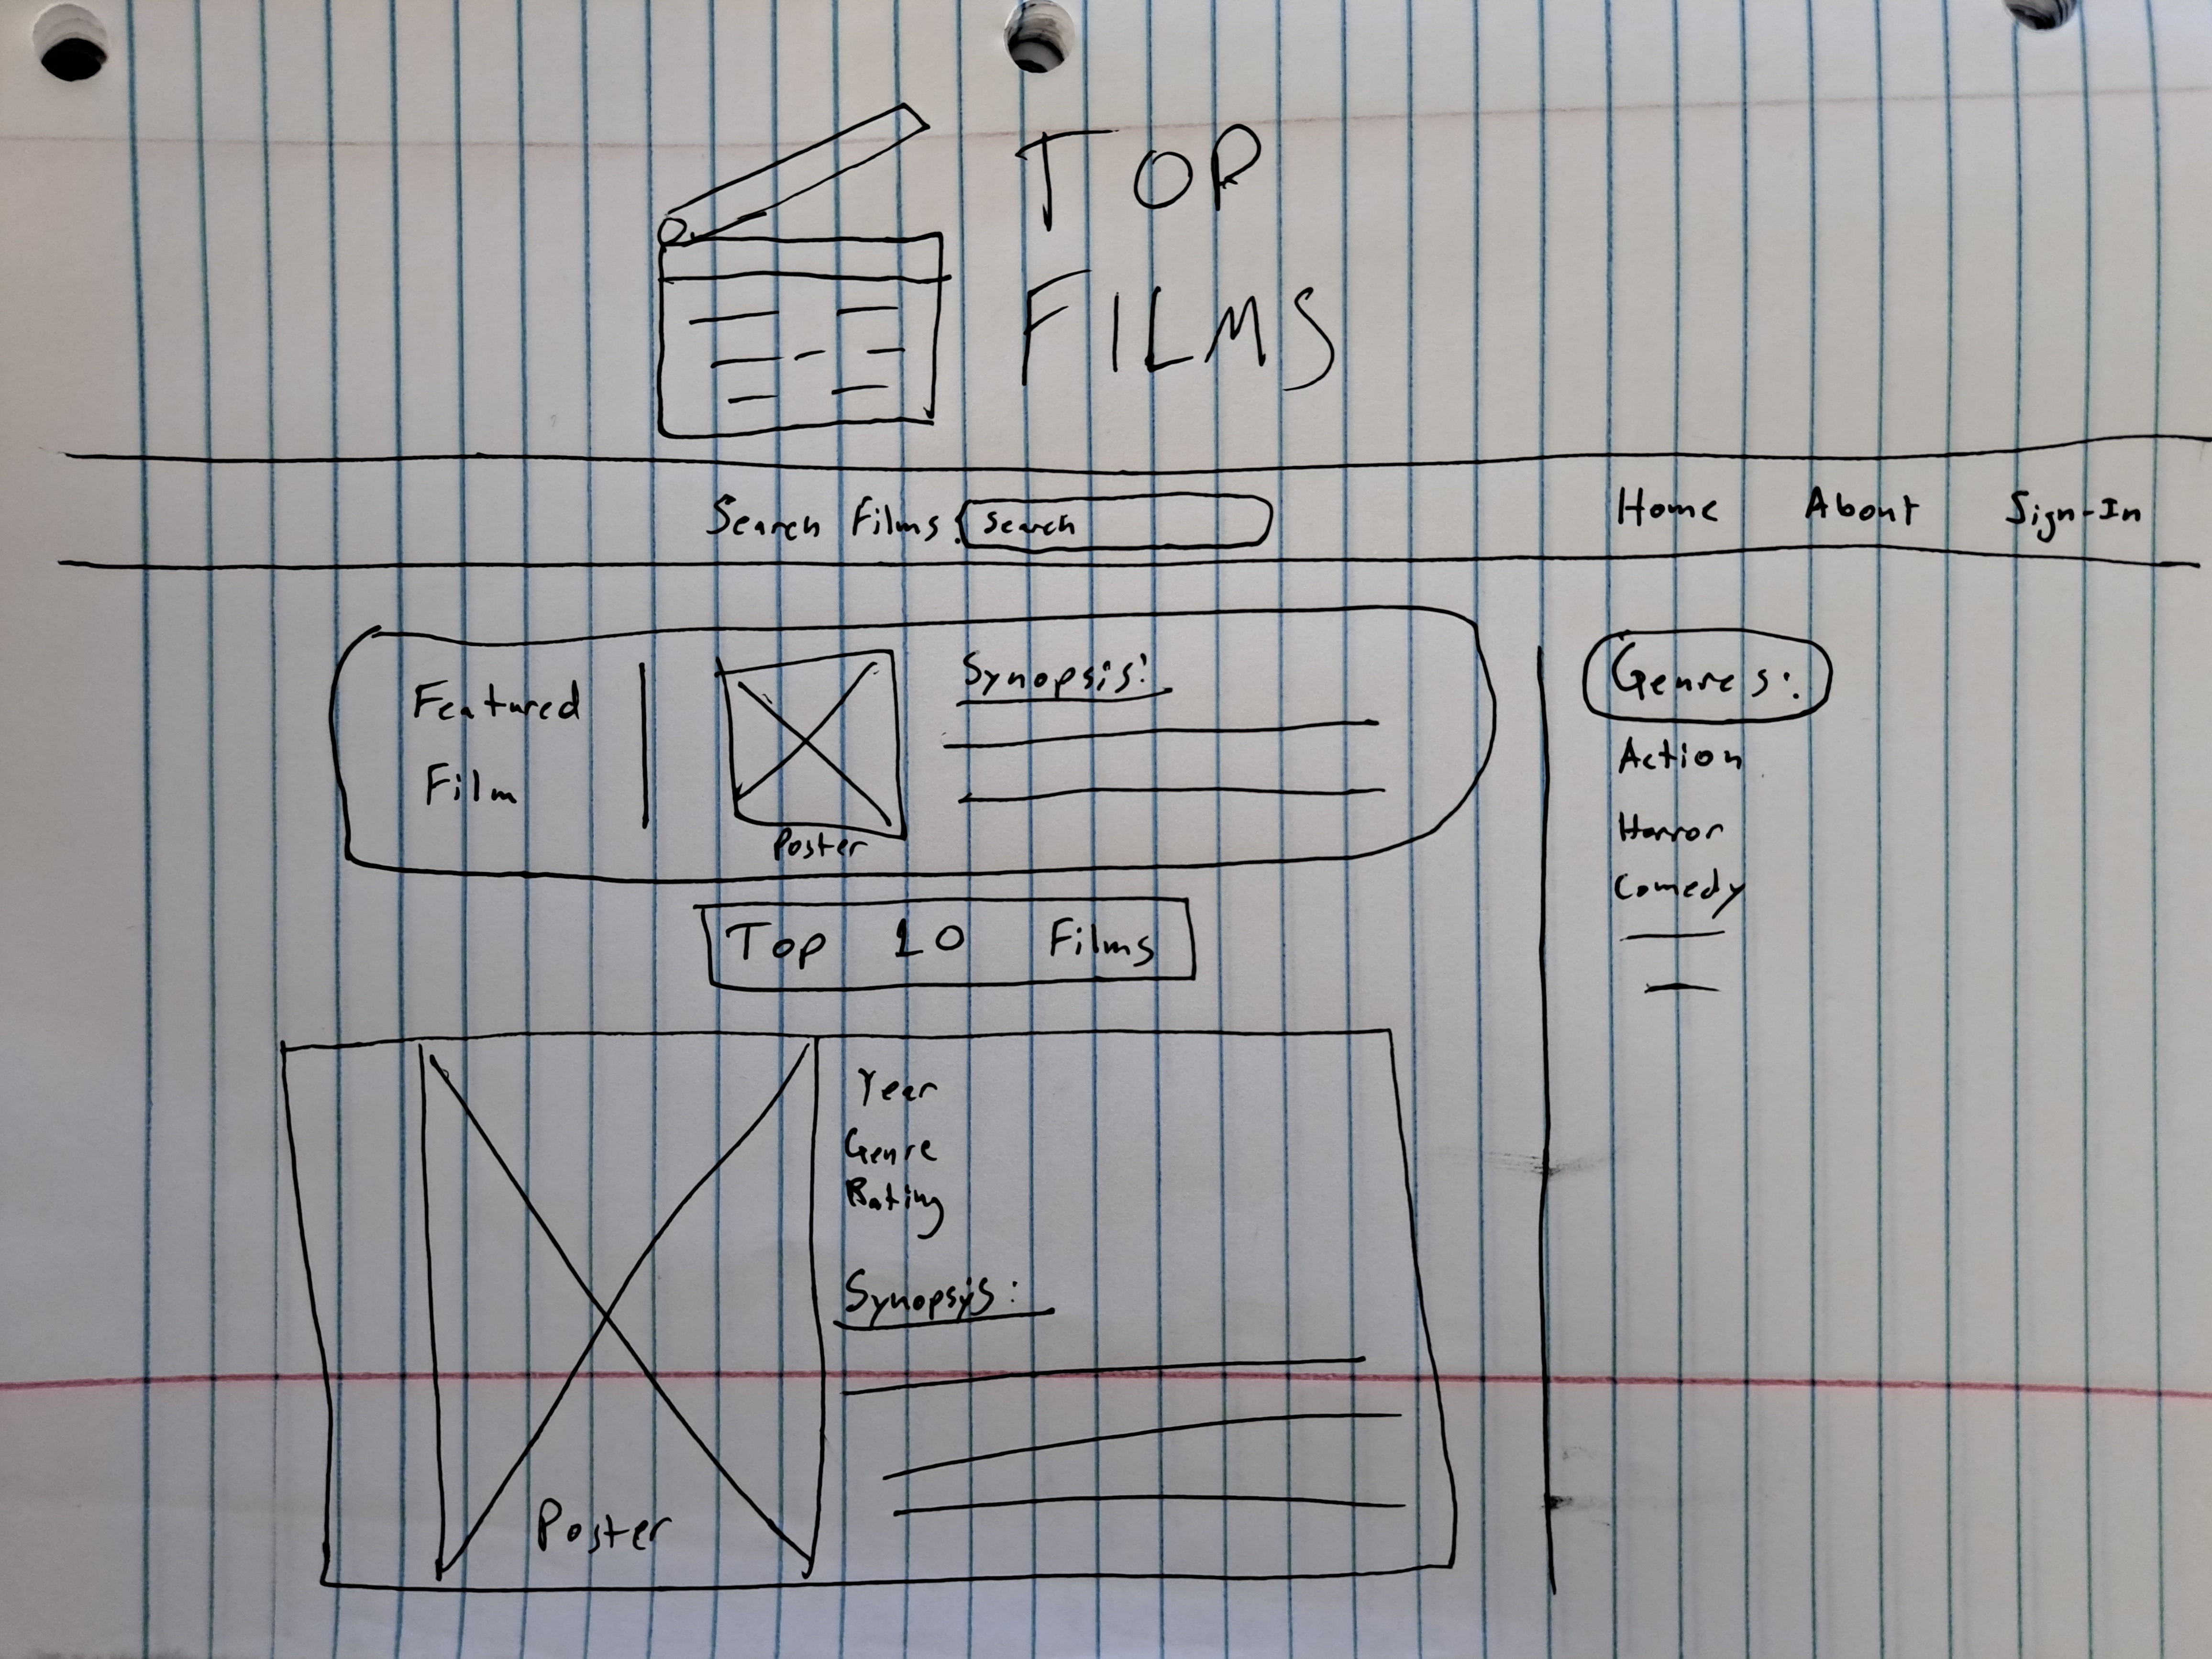 TOP
FILMS
Search Films: Search
Home About Sign-In
Featured
Film
Poster
Synopsis:
Genres:
Action
Horror
Comedy
Top 10 Films
Year
Genre
Rating
Synopsyis:
Poster